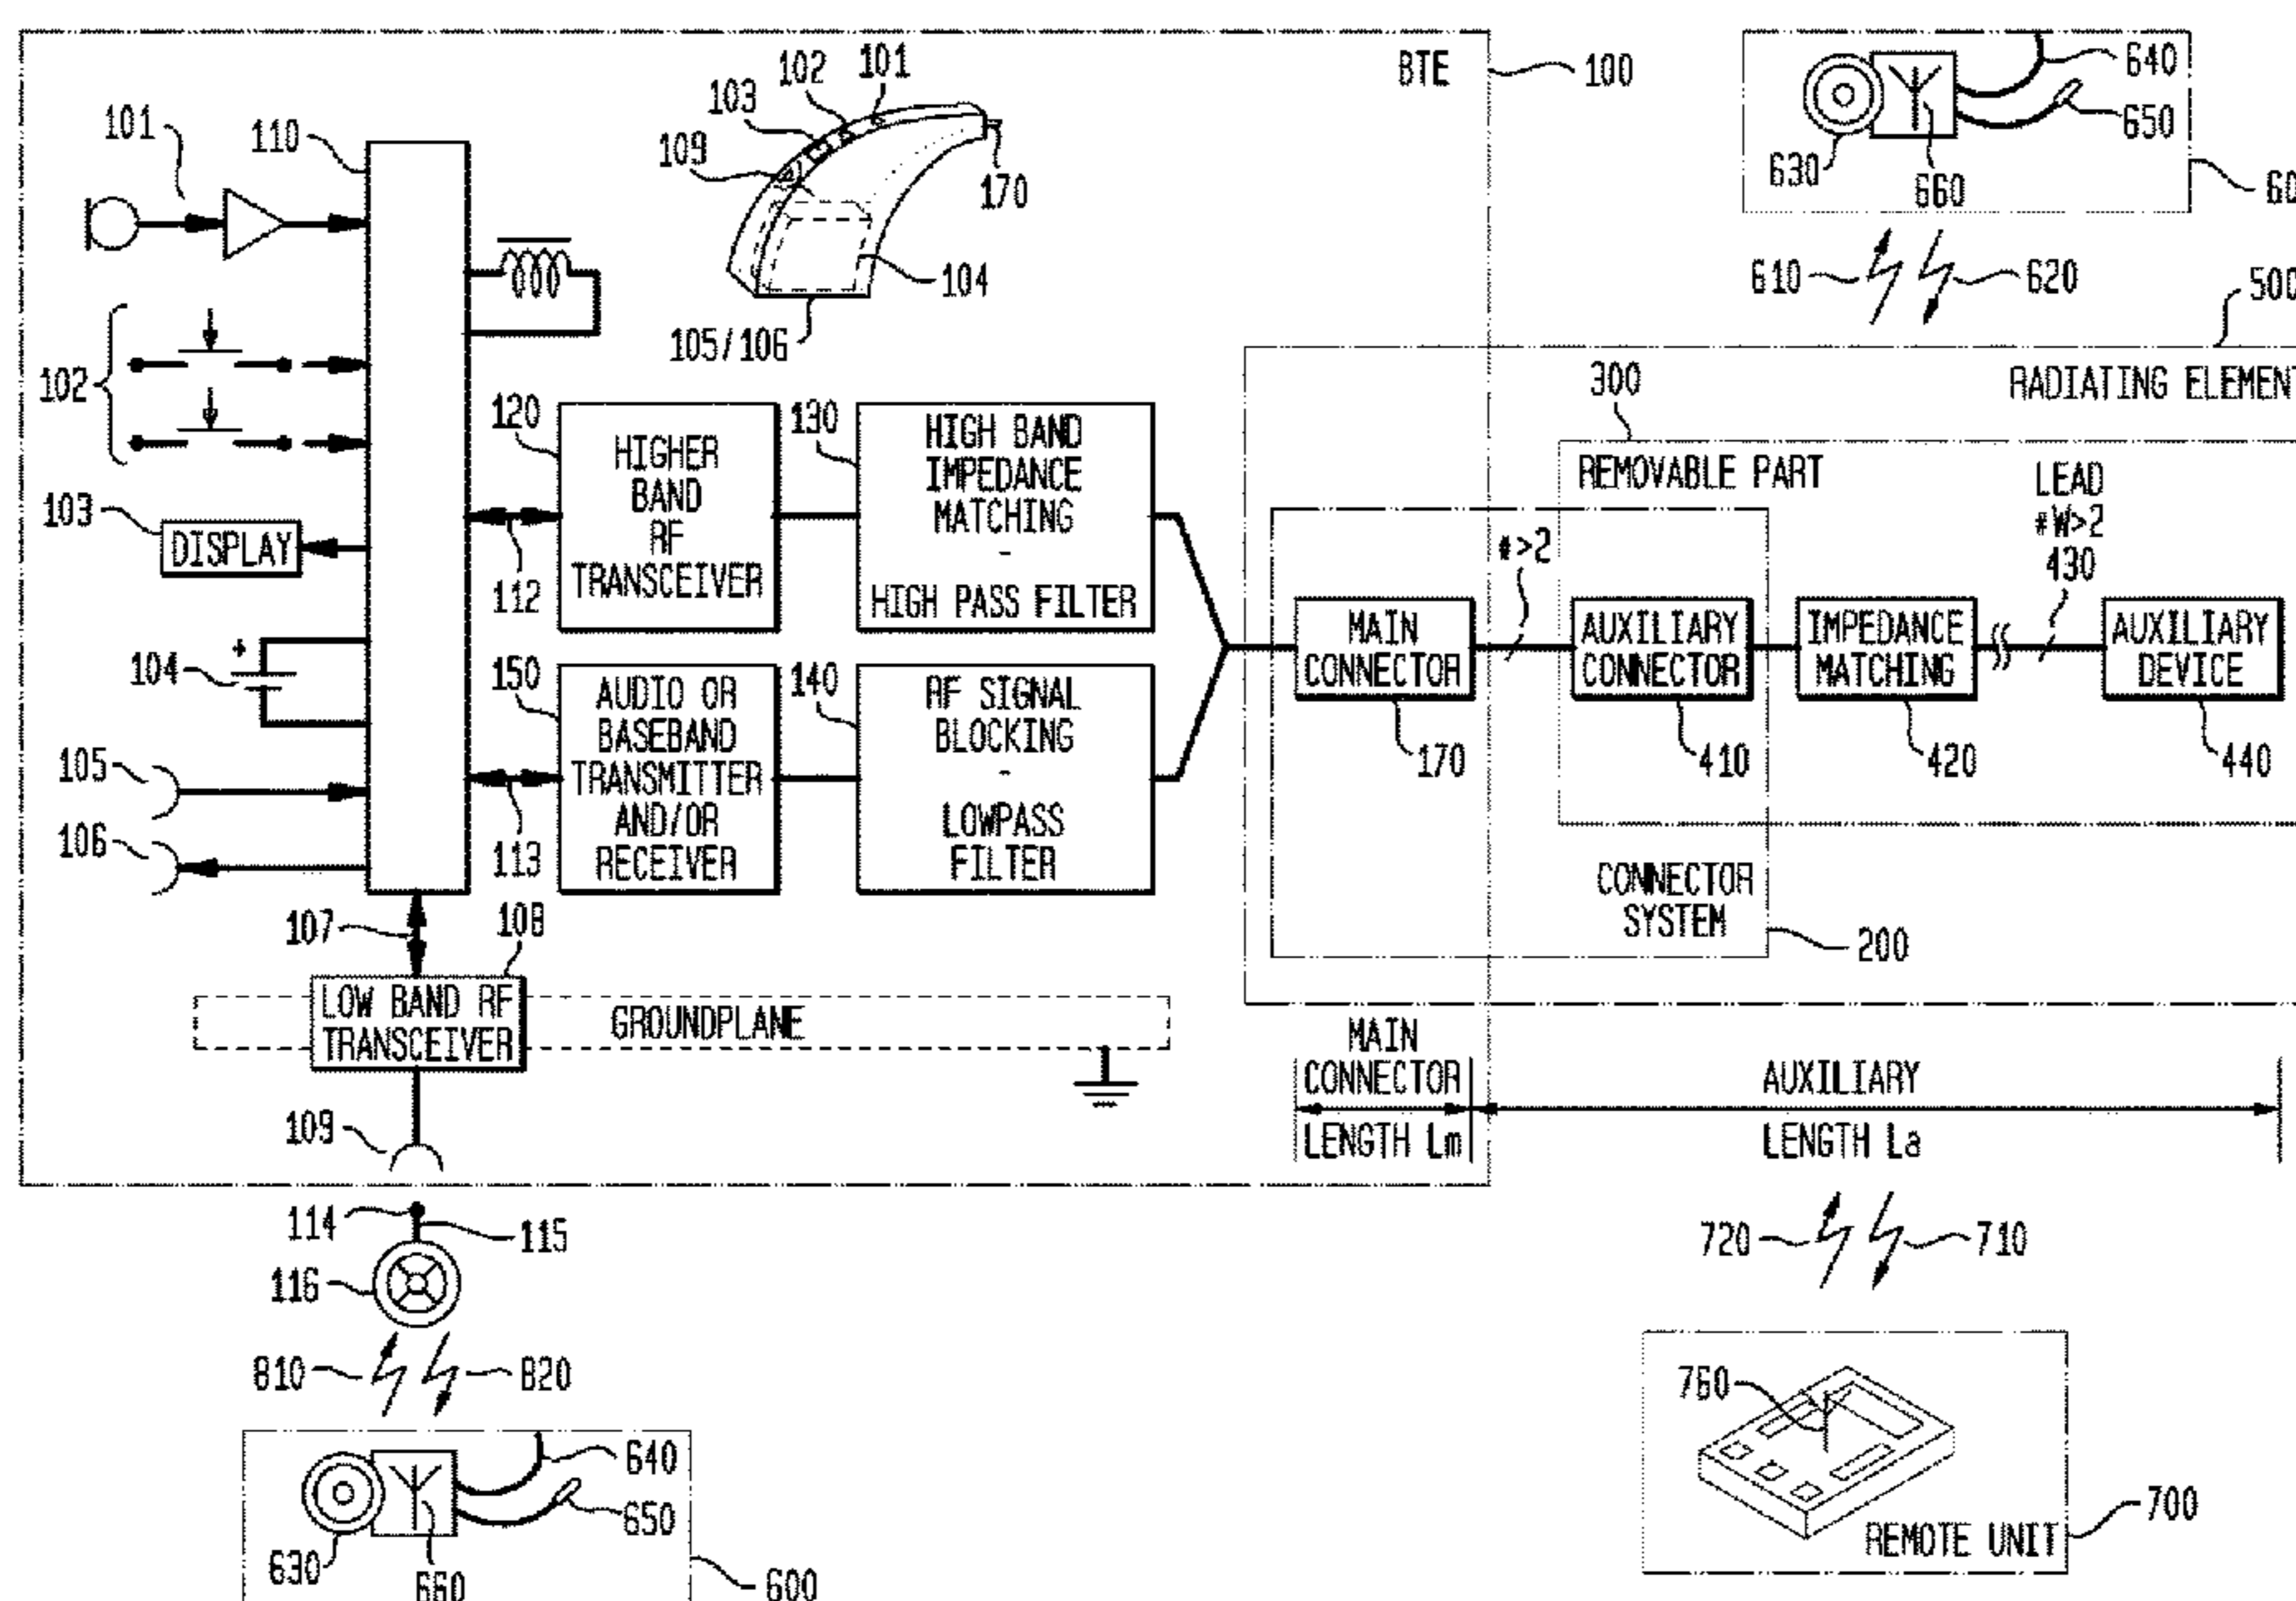 BTE
100
101
102
103
109
170
104
105/106
101
110
102
103
DISPLAY
+
104
105
106
107
108
120
HIGHER
BAND
RF
TRANSCEIVER
112
130
HIGH BAND
IMPEDANCE
MATCHING
-
HIGH PASS FILTER
150
AUDIO OR
BASEBAND
TRANSMITTER
AND/OR
RECEIVER
113
140
RF SIGNAL
BLOCKING
-
LOWPASS
FILTER
LOW BAND RF
TRANSCEIVER
GROUNDPLANE
109
114
115
116
810
820
640
650
630
660
600
640
650
630
660
610
620
500
RADIATING ELEMENT
300
REMOVABLE PART
LEAD
#W>2
430
#>2
MAIN
CONNECTOR
170
AUXILIARY
CONNECTOR
410
IMPEDANCE
MATCHING
420
AUXILIARY
DEVICE
440
CONNECTOR
SYSTEM
200
MAIN
CONNECTOR
LENGTH Lm
AUXILIARY
LENGTH La
720
710
760
REMOTE UNIT
700